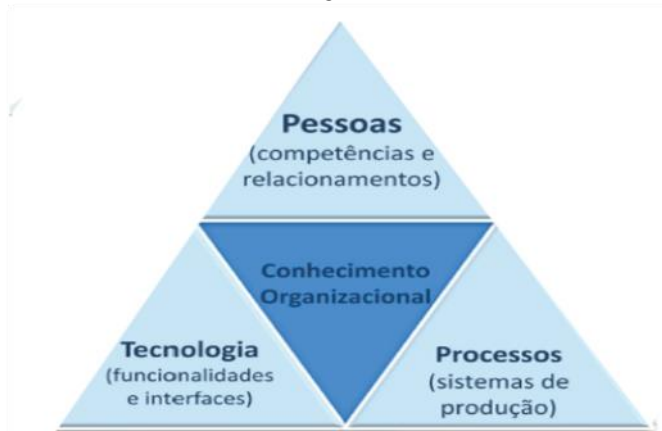 Pessoas
(competências e
relacionamentos)
Conhecimento
Organizacional
Tecnologia
(funcionalidades
e interfaces)
Processos
(sistemas de
produção)